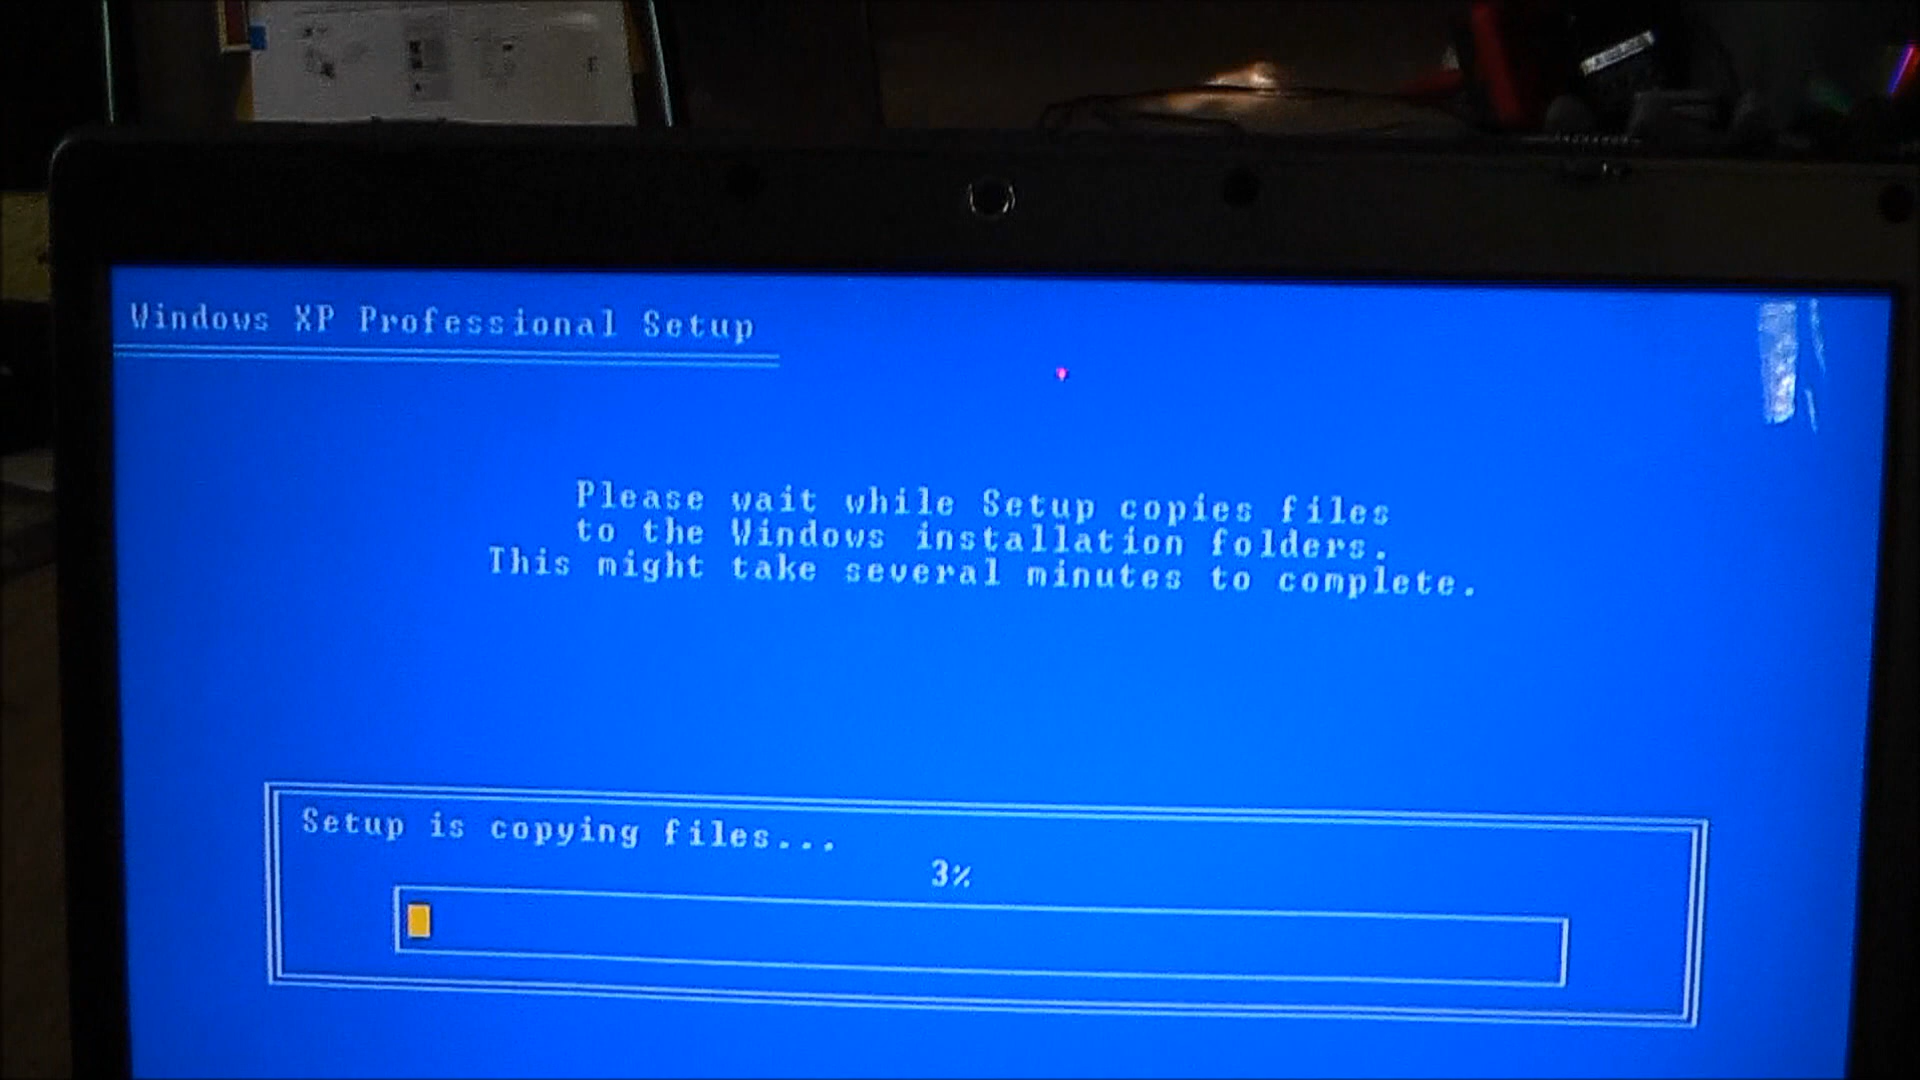 Windows XP Professional Setup
Please wait while Setup copies files
to the Windows installation folders.
This might take several minutes to complete.
Setup is copying files...
3%